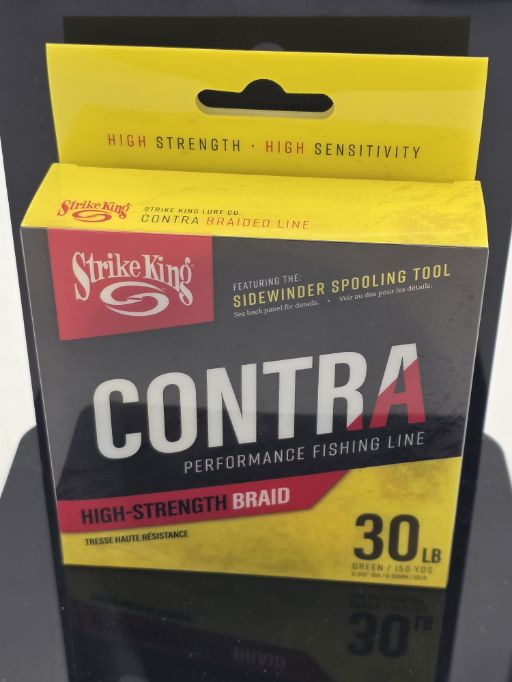 HIGH STRENGTH · HIGH SENSITIVITY
Strike King
STRIKE KING LURE CO.
CONTRA BRAIDED LINE
Strike King
FEATURING THE:
SIDEWINDER SPOOLING TOOL
See back panel for details. • Voir au dos pour les détails.
CONTRA
PERFORMANCE FISHING LINE
HIGH-STRENGTH BRAID
TRESSE HAUTE RÉSISTANCE
30 LB
GREEN / 150 YDS